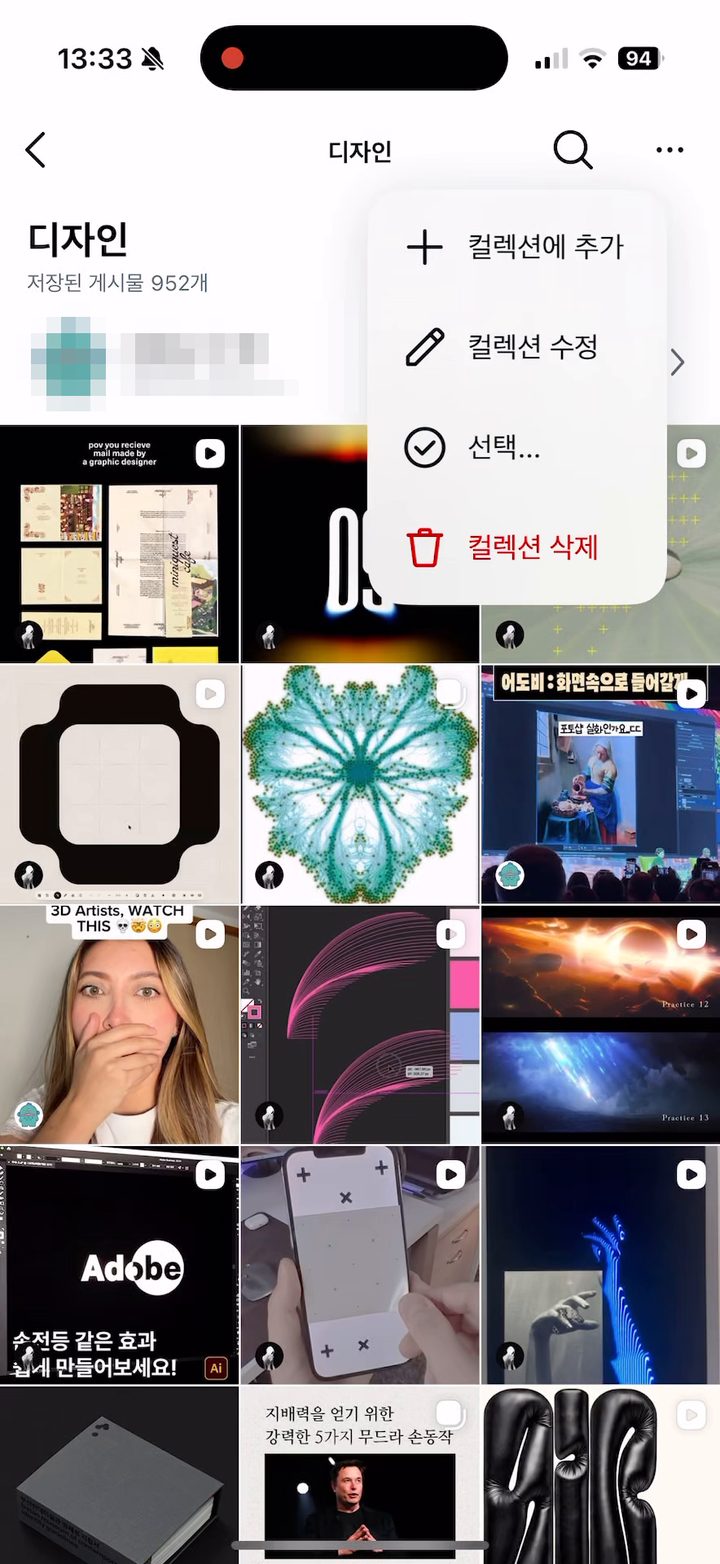 13:33
94
디자인
디자인
저장된 게시물 952개
컬렉션에 추가
컬렉션 수정
선택...
컬렉션 삭제
pov you recieve
mail made by
a graphic designer
miniquest
cafe
어도비 : 화면속으로 들어갈게
포토샵 실화인가요..ㄷㄷ
3D Artists, WATCH
THIS 💀🤯😳
Practice 12
Practice 13
Adobe
손전등 같은 효과
쉽게 만들어보세요!
Ai
지배력을 얻기 위한
강력한 5가지 무드라 손동작
AiR